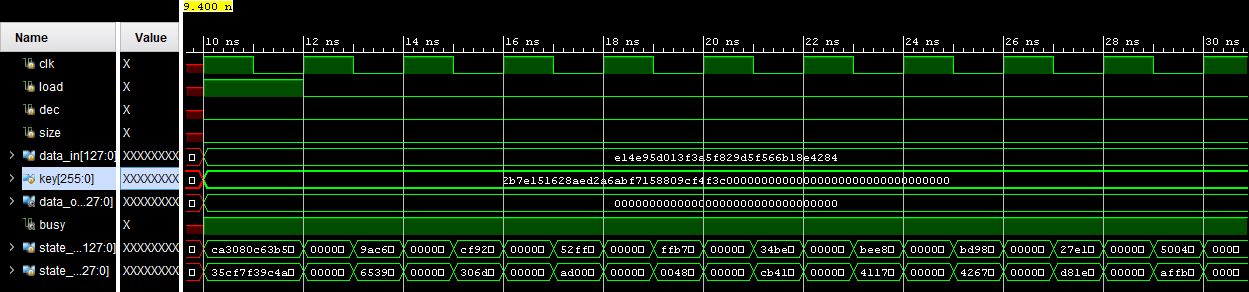 9.400 n
Name Value
10 ns 12 ns 14 ns 16 ns 18 ns 20 ns 22 ns 24 ns 26 ns 28 ns 30 ns
clk X
load X
dec X
size X
data_in[127:0] XXXXXXXX e14e95d013f3a5f829d5f566b18e4284
key[255:0] XXXXXXXX 2b7e151628aed2a6abf7158809cf4f3c00000000000000000000000000000000
data_o...27:0] XXXXXXXX 00000000000000000000000000000000
busy X
state_...127:0] XXXXXXXX ca3080c63b5 0000 9ac6 0000 cf92 0000 52ff 0000 ffb7 0000 34be 0000 bee8 0000 bd98 0000 27e1 0000 5004 000
state_...27:0] XXXXXXXX 35cf7f39c4a 0000 6539 0000 306d 0000 ad00 0000 0048 0000 cb41 0000 4117 0000 4267 0000 d81e 0000 affb 000